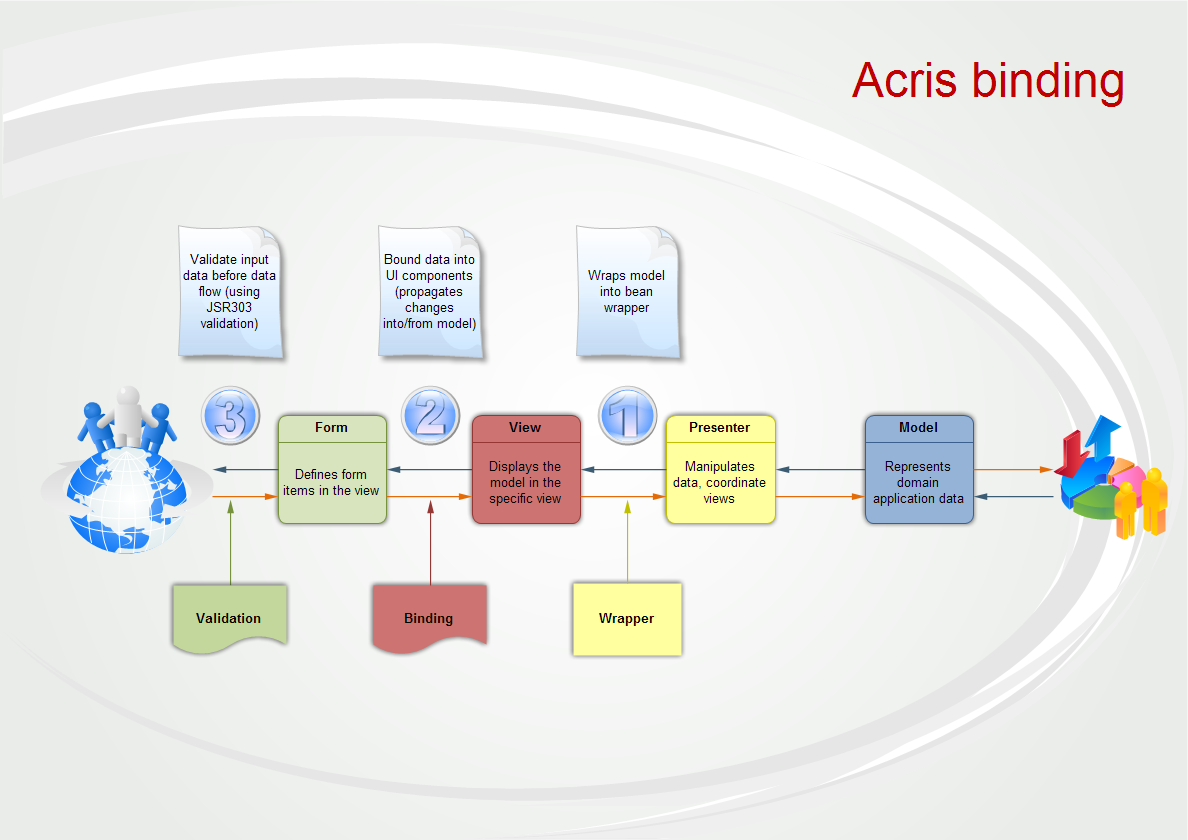 Acris binding
Validate input
data before data
flow (using
JSR303
validation)
Bound data into
UI components
(propagates
changes
into/from model)
Wraps model
into bean
wrapper
3
2
1
Form
Defines form
items in the view
View
Displays the
model in the
specific view
Presenter
Manipulates
data, coordinate
views
Model
Represents
domain
application data
Validation
Binding
Wrapper